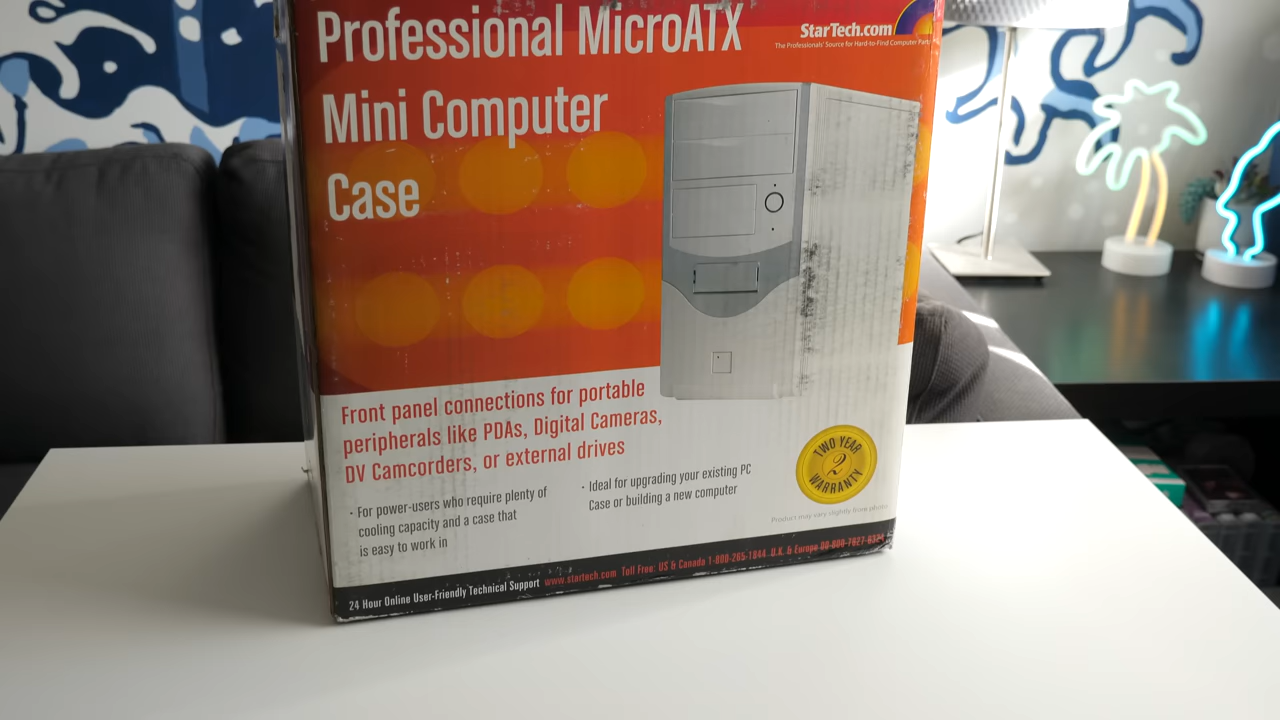 Professional MicroATX
Mini Computer
Case
StarTech.com
The Professionals' Source for Hard-to-Find Computer Parts
Front panel connections for portable
peripherals like PDAs, Digital Cameras,
DV Camcorders, or external drives
· For power-users who require plenty of
cooling capacity and a case that
is easy to work in
· Ideal for upgrading your existing PC
Case or building a new computer
TWO YEAR
2
WARRANTY
Product may vary slightly from photo
24 Hour Online User-Friendly Technical Support www.startech.com Toll Free: US & Canada 1-800-265-1844 U.K. & Europe 00-800-7827-8324